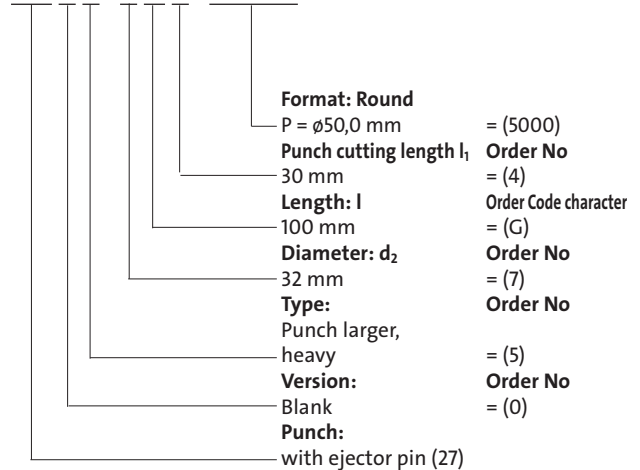 Format: Round
P = ø50,0 mm = (5000)
Punch cutting length l₁ Order No
30 mm = (4)
Length: l Order Code character
100 mm = (G)
Diameter: d₂ Order No
32 mm = (7)
Type: Order No
Punch larger,
heavy = (5)
Version: Order No
Blank = (0)
Punch:
with ejector pin (27)